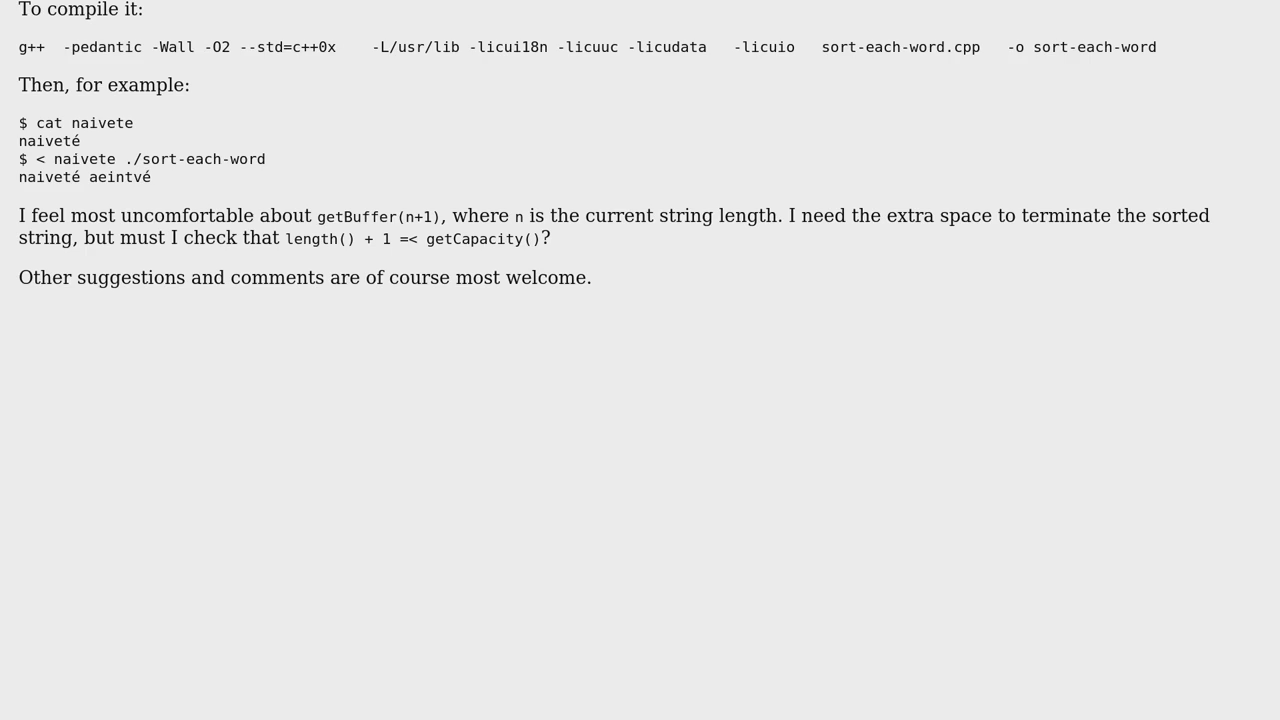 To compile it:
g++  -pedantic -Wall -O2 --std=c++0x    -L/usr/lib -licui18n -licuuc -licudata   -licuio   sort-each-word.cpp   -o sort-each-word
Then, for example:
$ cat naivete
naiveté
$ < naivete ./sort-each-word
naiveté aeintvé
I feel most uncomfortable about getBuffer(n+1), where n is the current string length. I need the extra space to terminate the sorted
string, but must I check that length() + 1 =< getCapacity()?
Other suggestions and comments are of course most welcome.